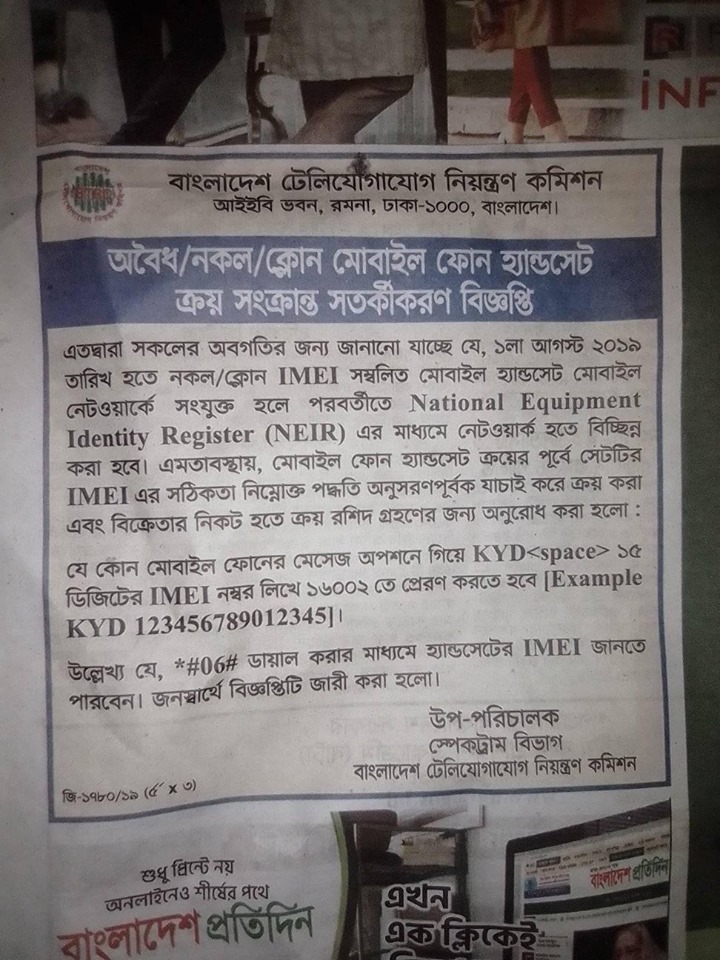 iNF
বাংলাদেশ টেলিযোগাযোগ নিয়ন্ত্রণ কমিশন
আইইবি ভবন, রমনা, ঢাকা-১০০০, বাংলাদেশ।
অবৈধ/নকল/ক্লোন মোবাইল ফোন হ্যান্ডসেট
ক্রয় সংক্রান্ত সতর্কীকরণ বিজ্ঞপ্তি
এতদ্বারা সকলের অবগতির জন্য জানানো যাচ্ছে যে, ১লা আগস্ট ২০১৯
তারিখ হতে নকল/ক্লোন IMEI সম্বলিত মোবাইল হ্যান্ডসেট মোবাইল
নেটওয়ার্কে সংযুক্ত হলে পরবর্তীতে National Equipment
Identity Register (NEIR) এর মাধ্যমে নেটওয়ার্ক হতে বিচ্ছিন্ন
করা হবে। এমতাবস্থায়, মোবাইল ফোন হ্যান্ডসেট ক্রয়ের পূর্বে সেটটির
IMEI এর সঠিকতা নিম্নোক্ত পদ্ধতি অনুসরণপূর্বক যাচাই করে ক্রয় করা
এবং বিক্রেতার নিকট হতে ক্রয় রশিদ গ্রহণের জন্য অনুরোধ করা হলো :
যে কোন মোবাইল ফোনের মেসেজ অপশনে গিয়ে KYD<space> ১৫
ডিজিটের IMEI নম্বর লিখে ১৬০০২ তে প্রেরণ করতে হবে [Example
KYD 123456789012345]।
উল্লেখ্য যে, *#06# ডায়াল করার মাধ্যমে হ্যান্ডসেটের IMEI জানতে
পারবেন। জনস্বার্থে বিজ্ঞপ্তিটি জারী করা হলো।
উপ-পরিচালক
স্পেকট্রাম বিভাগ
বাংলাদেশ টেলিযোগাযোগ নিয়ন্ত্রণ কমিশন
জি-১৭৮০/১৯ (৫´ x ৩)
শুধু প্রিন্টে নয়
অনলাইনেও শীর্ষের পথে
বাংলাদেশ প্রতিদিন
এখন
এক ক্লিকেই
বাংলাদেশ প্রতিদিন